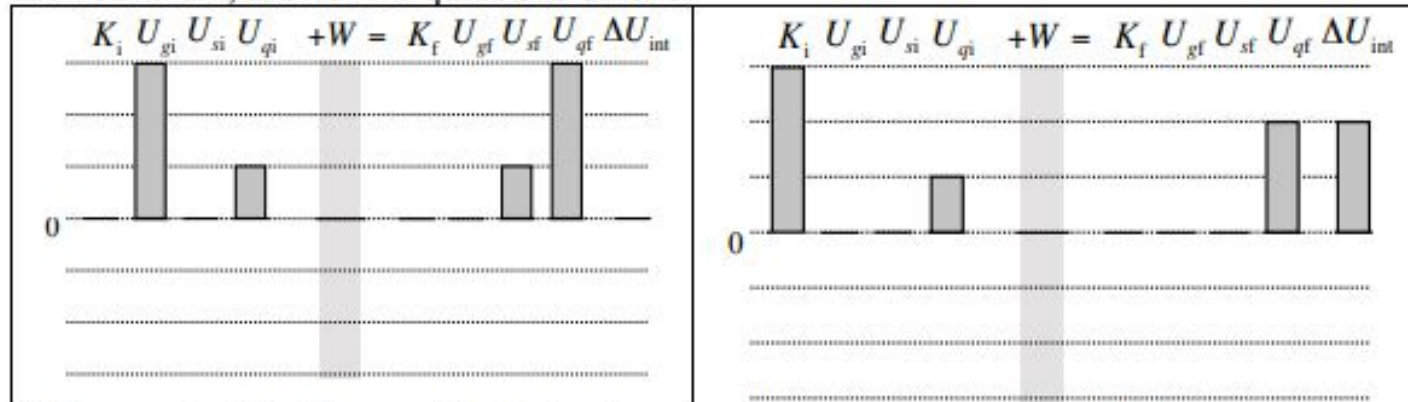 K_i U_gi U_si U_qi +W = K_f U_gf U_sf U_qf ΔU_int
0
K_i U_gi U_si U_qi +W = K_f U_gf U_sf U_qf ΔU_int
0